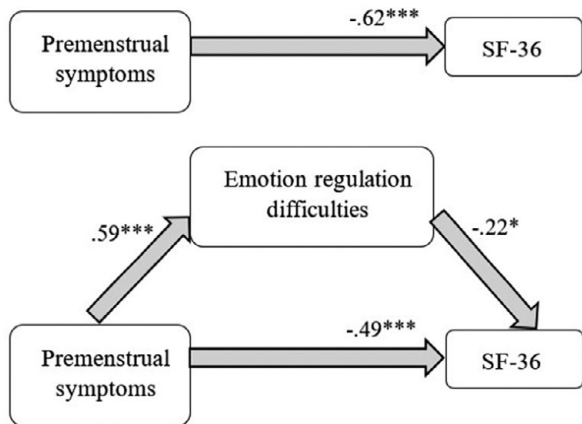 -.62***
Premenstrual
symptoms
SF-36
Emotion regulation
difficulties
.59***
-.22*
-.49***
Premenstrual
symptoms
SF-36